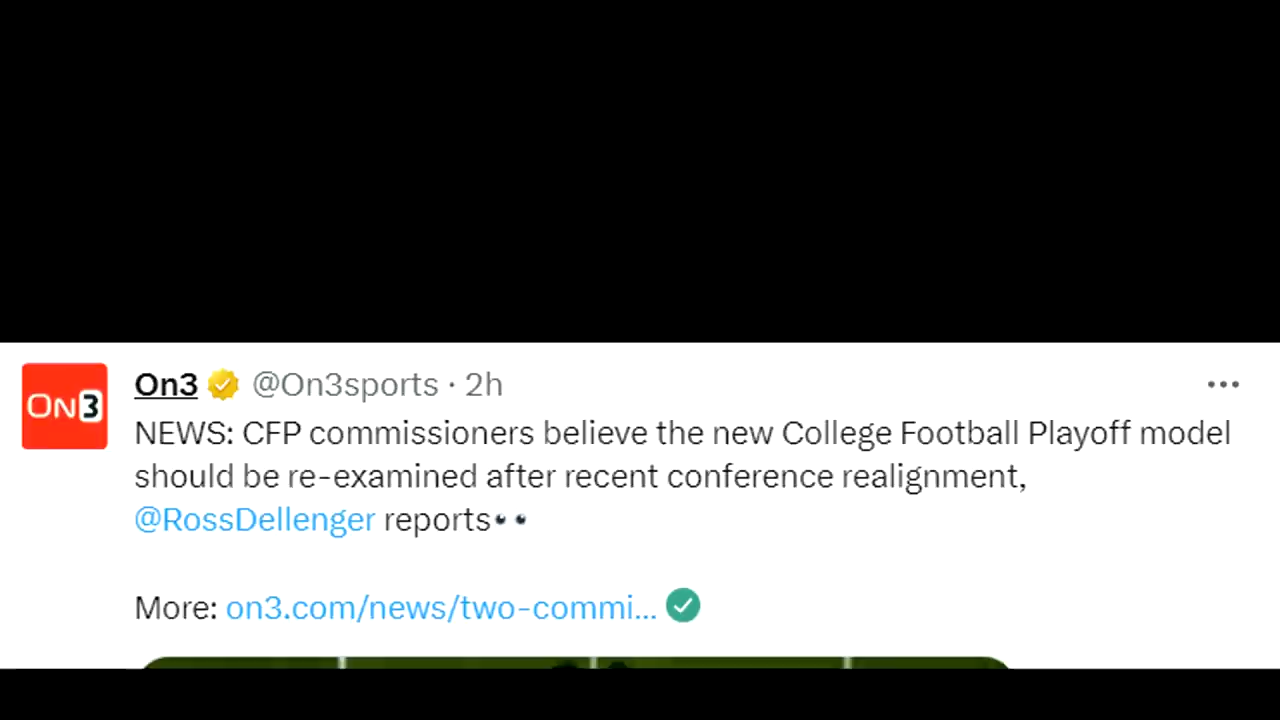 ON3
On3 @On3sports · 2h
NEWS: CFP commissioners believe the new College Football Playoff model
should be re-examined after recent conference realignment,
@RossDellenger reports👀
More: on3.com/news/two-commi...